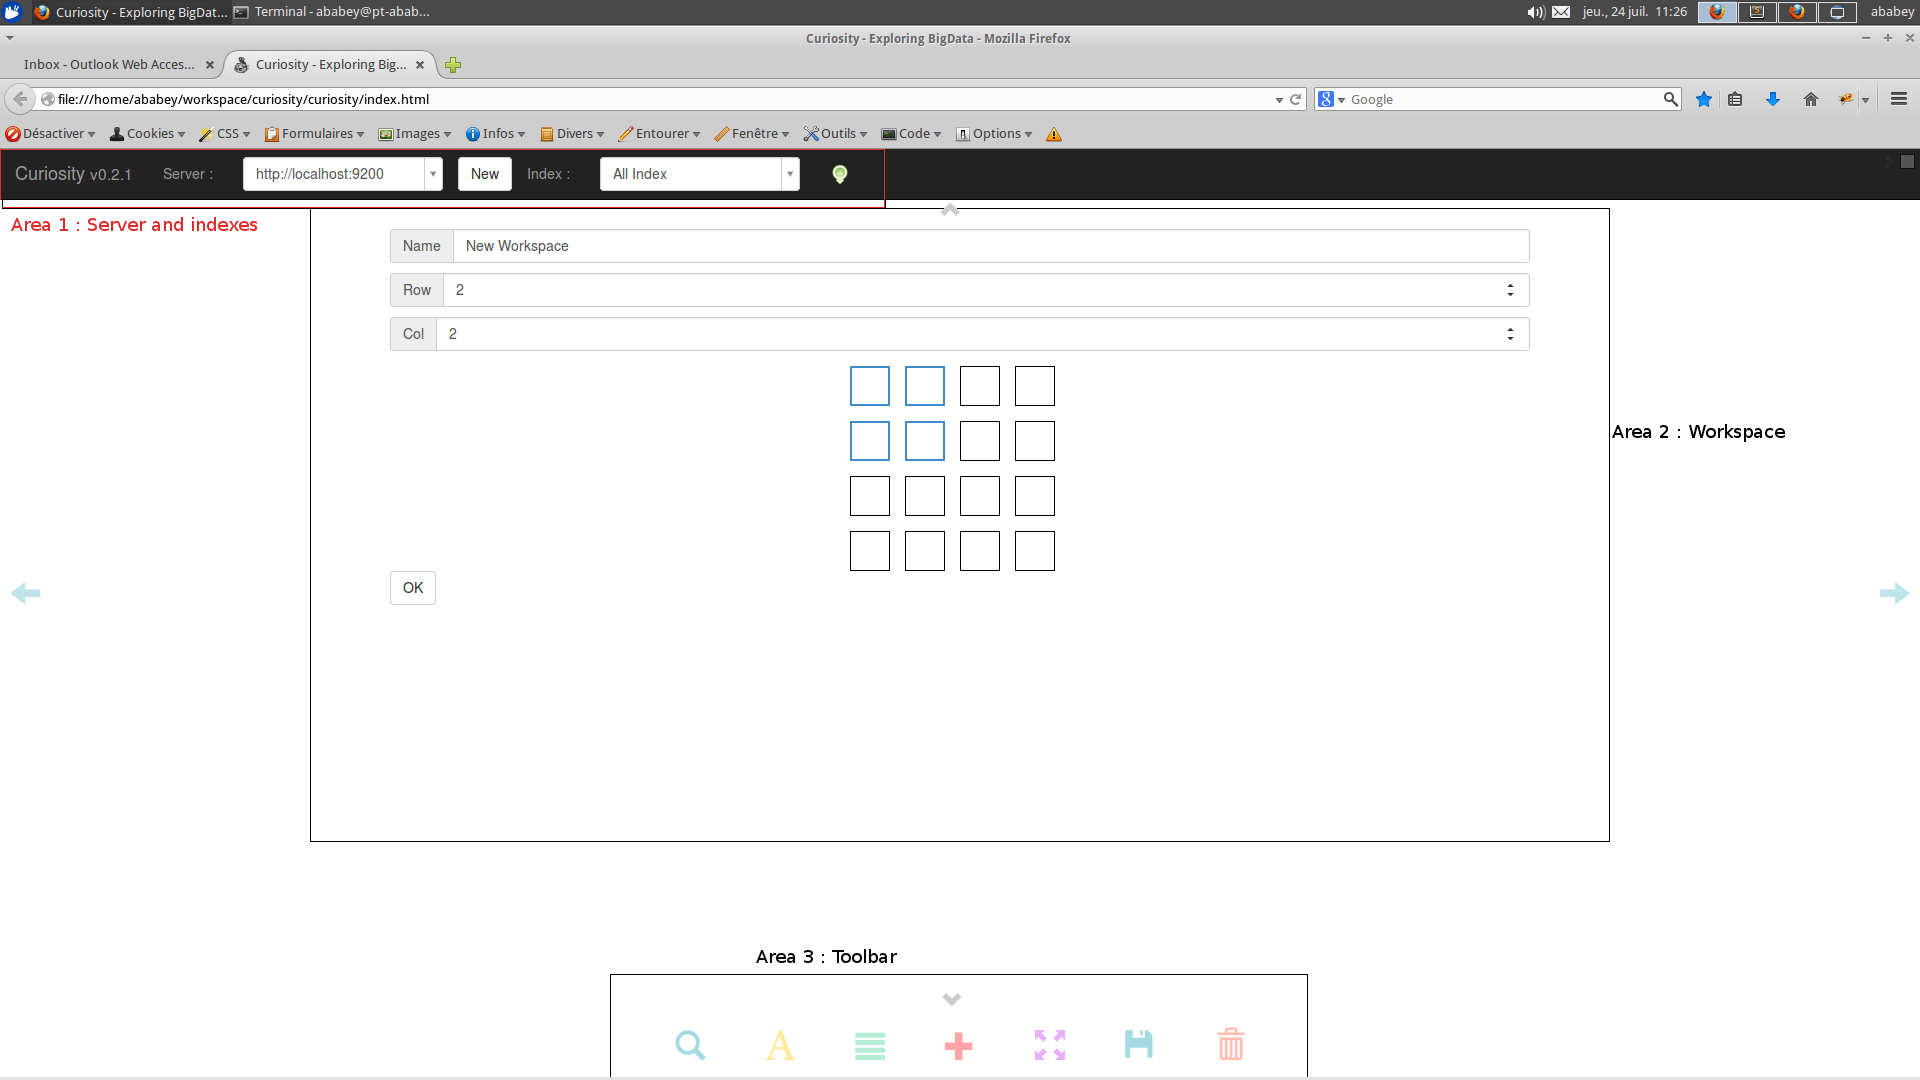 Curiosity - Exploring BigDat... Terminal - ababey@pt-abab... jeu., 24 juil. 11:26 ababey
Curiosity - Exploring BigData - Mozilla Firefox
Inbox - Outlook Web Acces... Curiosity - Exploring Big...
file:///home/ababey/workspace/curiosity/curiosity/index.html Google
Désactiver Cookies CSS Formulaires Images Infos Divers Entourer Fenêtre Outils Code Options
Curiosity v0.2.1 Server : http://localhost:9200 New Index : All Index
Area 1 : Server and indexes
Name New Workspace
Row 2
Col 2
Area 2 : Workspace
OK
Area 3 : Toolbar
A